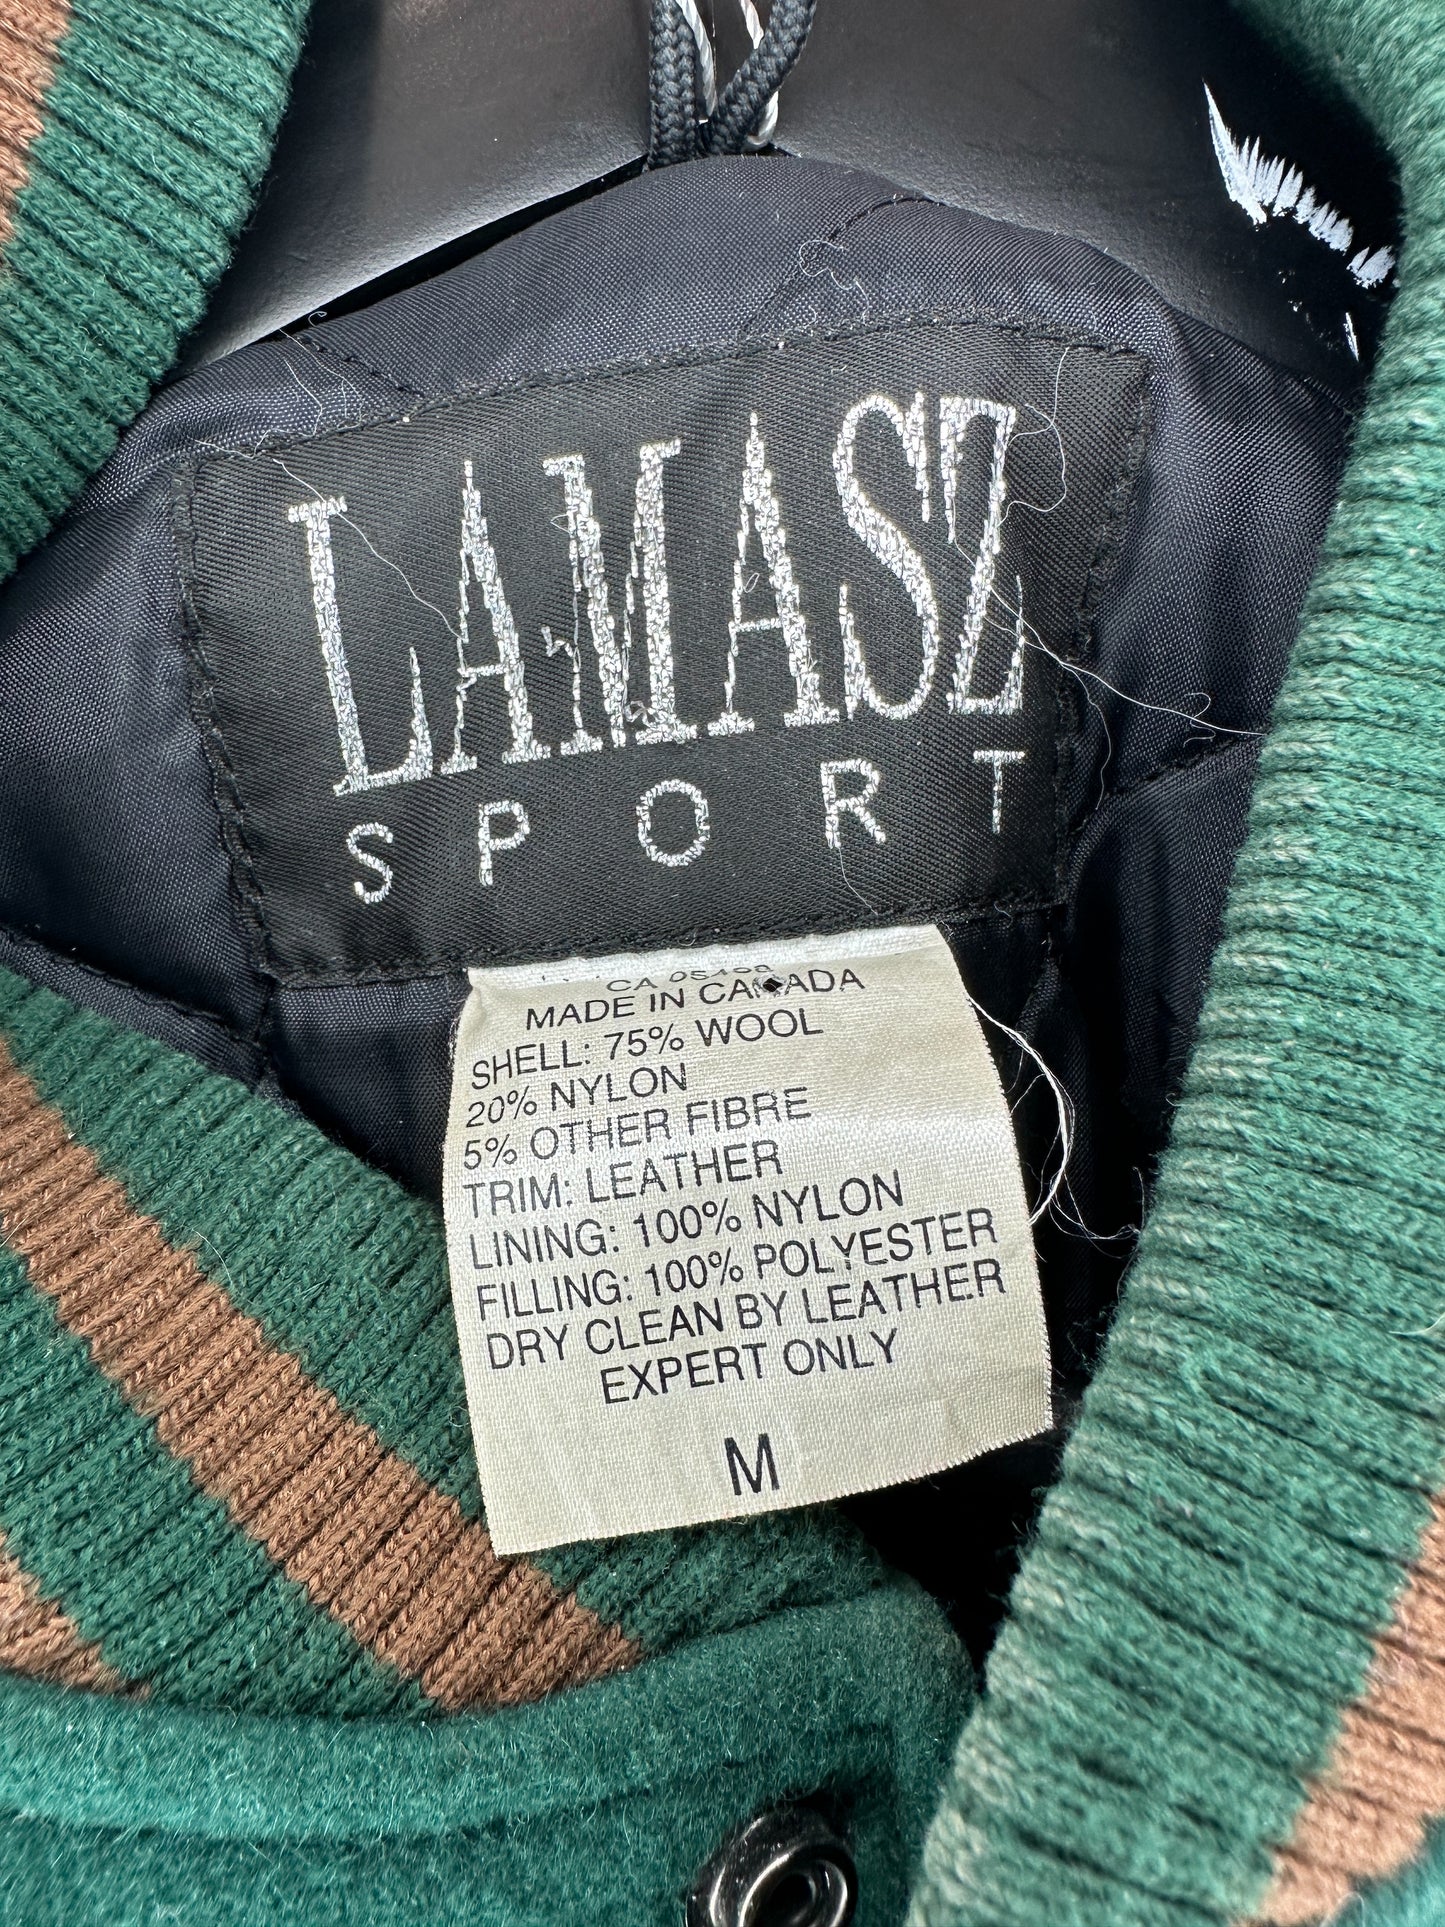 LAMASZ
SPORT
MADE IN CANADA
SHELL: 75% WOOL
20% NYLON
5% OTHER FIBRE
TRIM: LEATHER
LINING: 100% NYLON
FILLING: 100% POLYESTER
DRY CLEAN BY LEATHER
EXPERT ONLY
M